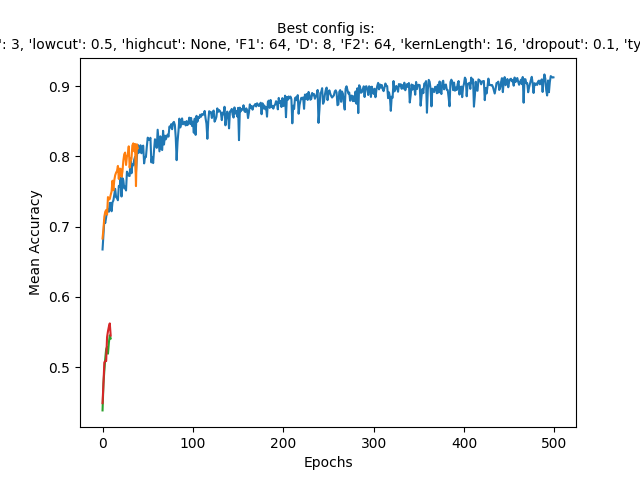 Best config is:
': 3, 'lowcut': 0.5, 'highcut': None, 'F1': 64, 'D': 8, 'F2': 64, 'kernLength': 16, 'dropout': 0.1, 'ty
0.9
0.8
0.7
0.6
0.5
Mean Accuracy
0 100 200 300 400 500
Epochs